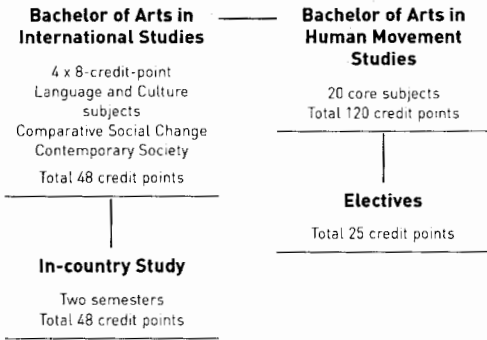 Bachelor of Arts in
International Studies
4 x 8-credit-point
Language and Culture
subjects
Comparative Social Change
Contemporary Society
Total 48 credit points
In-country Study
Two semesters
Total 48 credit points
Bachelor of Arts in
Human Movement
Studies
20 core subjects
Total 120 credit points
Electives
Total 25 credit points